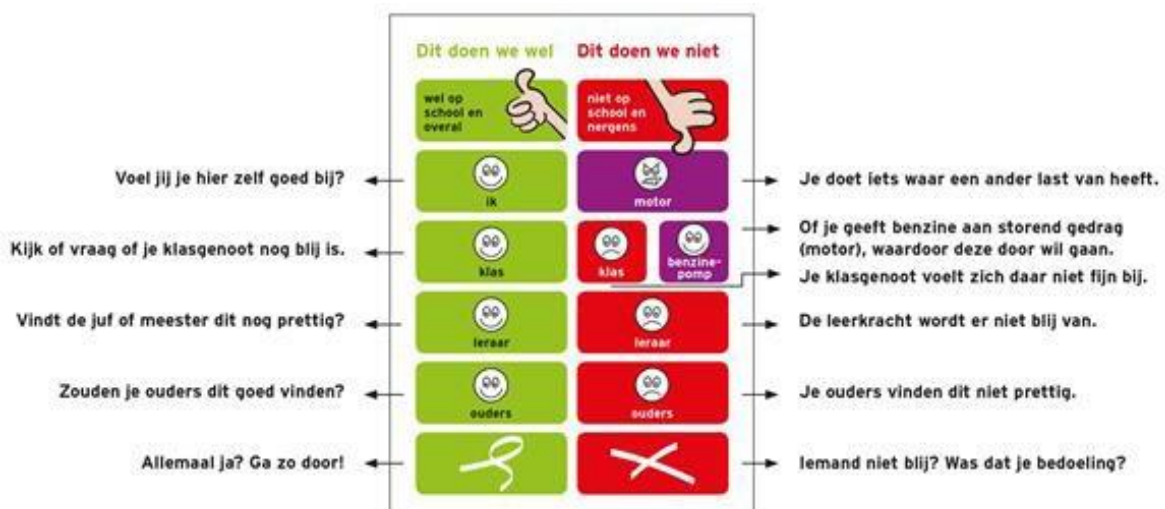 Dit doen we wel
Dit doen we niet
wel op
school en
overal
niet op
school en
nergens
Voel jij je hier zelf goed bij?
ik
motor
Je doet iets waar een ander last van heeft.
Kijk of vraag of je klasgenoot nog blij is.
klas
klas
benzine-
pomp
Of je geeft benzine aan storend gedrag
(motor), waardoor deze door wil gaan.
Je klasgenoot voelt zich daar niet fijn bij.
Vindt de juf of meester dit nog prettig?
leraar
leraar
De leerkracht wordt er niet blij van.
Zouden je ouders dit goed vinden?
ouders
ouders
Je ouders vinden dit niet prettig.
Allemaal ja? Ga zo door!
Iemand niet blij? Was dat je bedoeling?